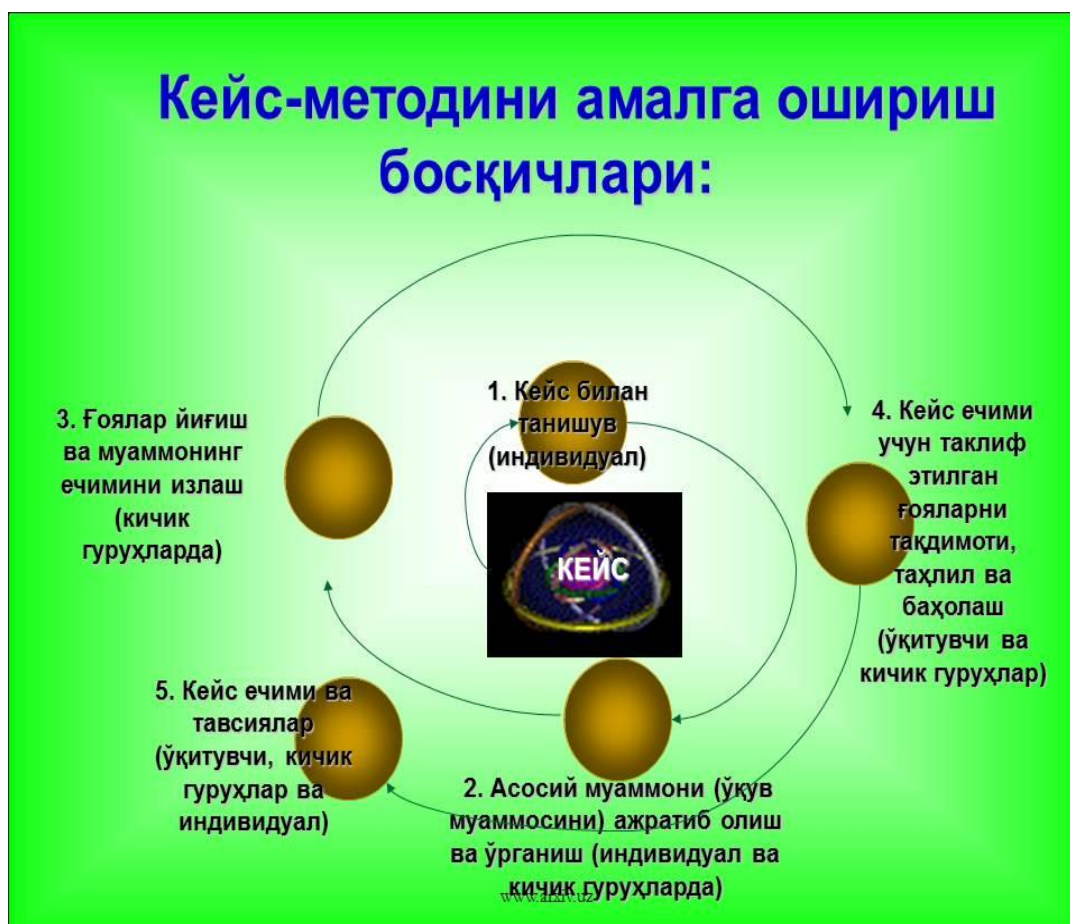 Кейс-методини амалга ошириш
босқичлари:
1. Кейс билан
танишув
(индивидуал)
КЕЙС
2. Асосий муаммони (ўқув
муаммосини) ажратиб олиш
ва ўрганиш (индивидуал ва
кичик гуруҳларда)
3. Ғоялар йиғиш
ва муаммонинг
ечимини излаш
(кичик
гуруҳларда)
4. Кейс ечими
учун таклиф
этилган
ғояларни
тақдимоти,
таҳлил ва
баҳолаш
(ўқитувчи ва
кичик гуруҳлар)
5. Кейс ечими ва
тавсиялар
(ўқитувчи, кичик
гуруҳлар ва
индивидуал)
www.arxiv.uz